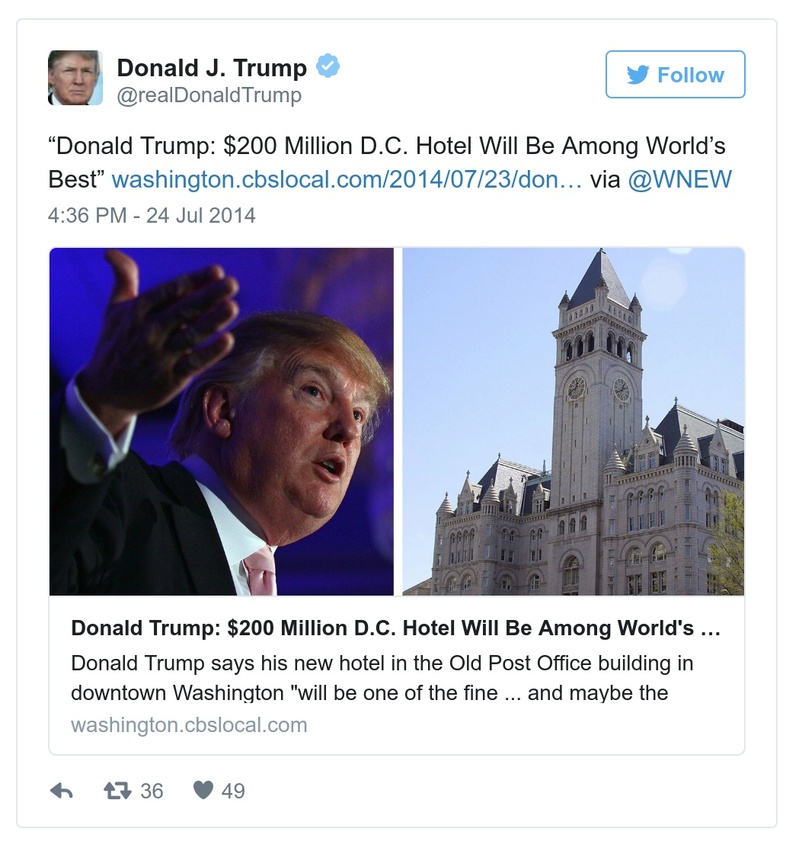 Donald J. Trump
@realDonaldTrump
Follow
“Donald Trump: $200 Million D.C. Hotel Will Be Among World’s
Best” washington.cbslocal.com/2014/07/23/don… via @WNEW
4:36 PM - 24 Jul 2014
Donald Trump: $200 Million D.C. Hotel Will Be Among World's ...
Donald Trump says his new hotel in the Old Post Office building in
downtown Washington "will be one of the fine ... and maybe the
washington.cbslocal.com
36
49